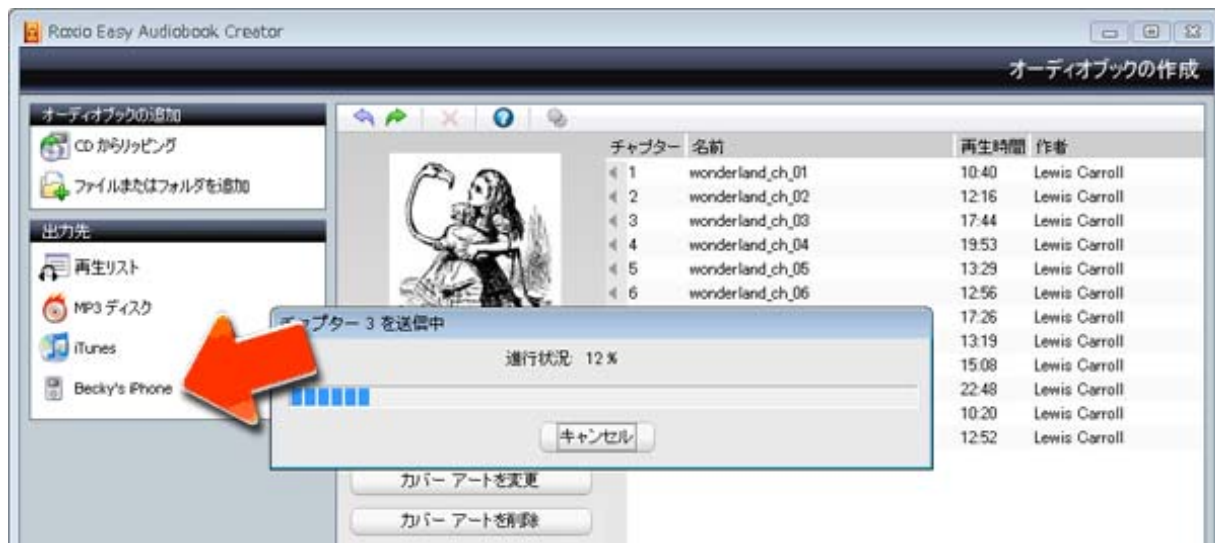 Roxio Easy Audiobook Creator
オーディオブックの作成
オーディオブックの追加
CD からリッピング
ファイルまたはフォルダを追加
出力先
再生リスト
MP3 ディスク
iTunes
Becky's iPhone
チャプター 名前 再生時間 作者
1 wonderland_ch_01 10:40 Lewis Carroll
2 wonderland_ch_02 12:16 Lewis Carroll
3 wonderland_ch_03 17:44 Lewis Carroll
4 wonderland_ch_04 19:53 Lewis Carroll
5 wonderland_ch_05 13:29 Lewis Carroll
6 wonderland_ch_06 12:56 Lewis Carroll
17:26 Lewis Carroll
13:19 Lewis Carroll
15:08 Lewis Carroll
22:48 Lewis Carroll
10:20 Lewis Carroll
12:52 Lewis Carroll
チャプター 3 を送信中
進行状況: 12 %
キャンセル
カバー アートを変更
カバー アートを削除